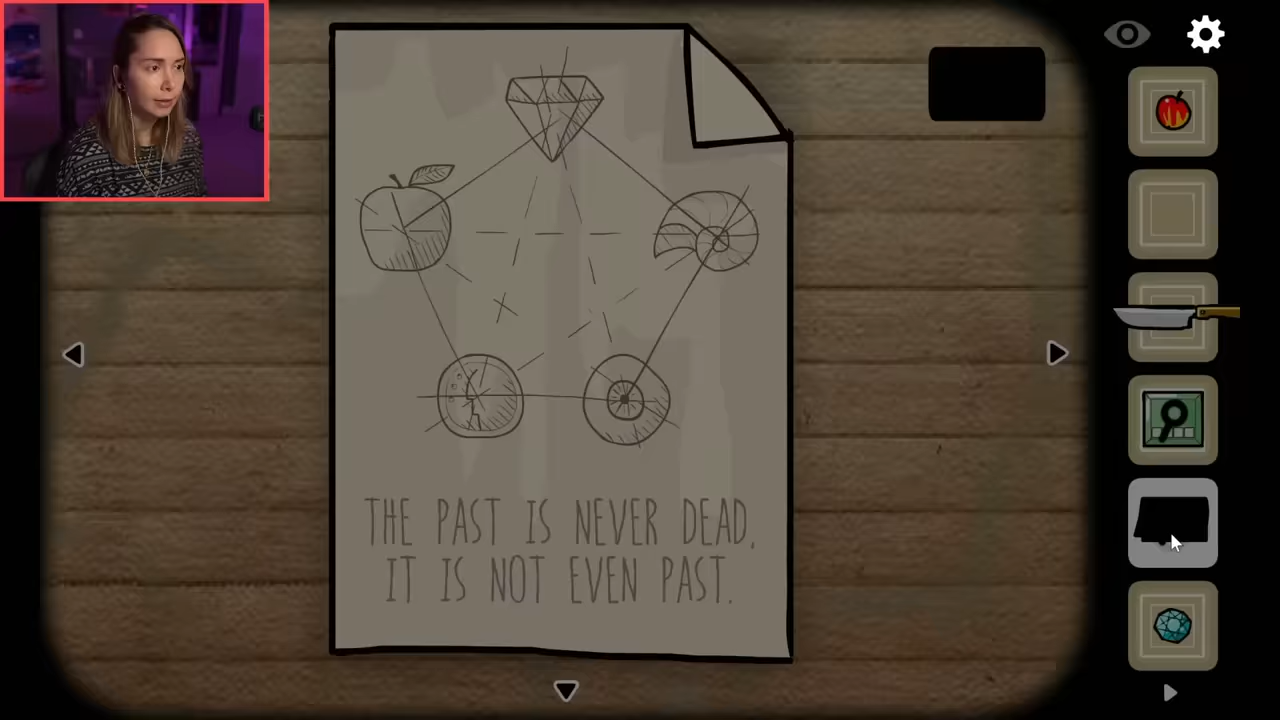 THE PAST IS NEVER DEAD,
IT IS NOT EVEN PAST.